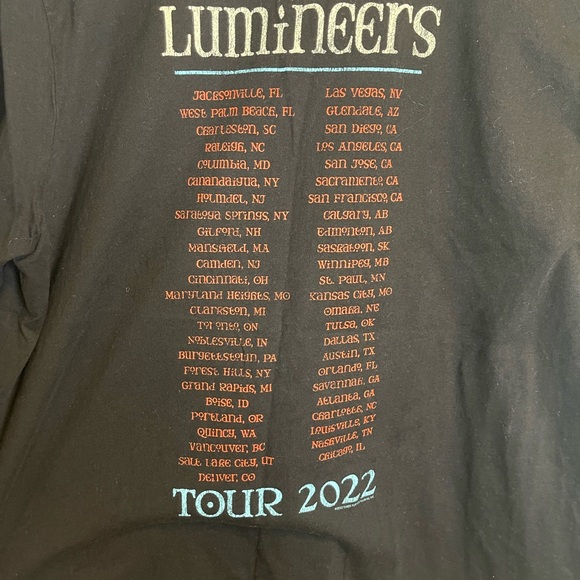 Lumineers
Jacksonville, FL
West Palm Beach, FL
Charleston, SC
Raleigh, NC
Columbia, MD
Canandaigua, NY
Holmdel, NJ
Saratoga Springs, NY
Gilford, NH
Mansfield, MA
Camden, NJ
Cincinnati, OH
Maryland Heights, MO
Clarkston, MI
Toronto, ON
Noblesville, IN
Burgettstown, PA
Forest Hills, NY
Grand Rapids, MI
Boise, ID
Portland, OR
Quincy, WA
Vancouver, BC
Salt Lake City, UT
Denver, CO
Las Vegas, NV
Glendale, AZ
San Diego, CA
Los Angeles, CA
San Jose, CA
Sacramento, CA
San Francisco, CA
Calgary, AB
Edmonton, AB
Saskatoon, SK
Winnipeg, MB
St. Paul, MN
Kansas City, MO
Omaha, NE
Tulsa, OK
Dallas, TX
Austin, TX
Orlando, FL
Savannah, GA
Atlanta, GA
Charlotte, NC
Louisville, KY
Nashville, TN
Chicago, IL
TOUR 2022